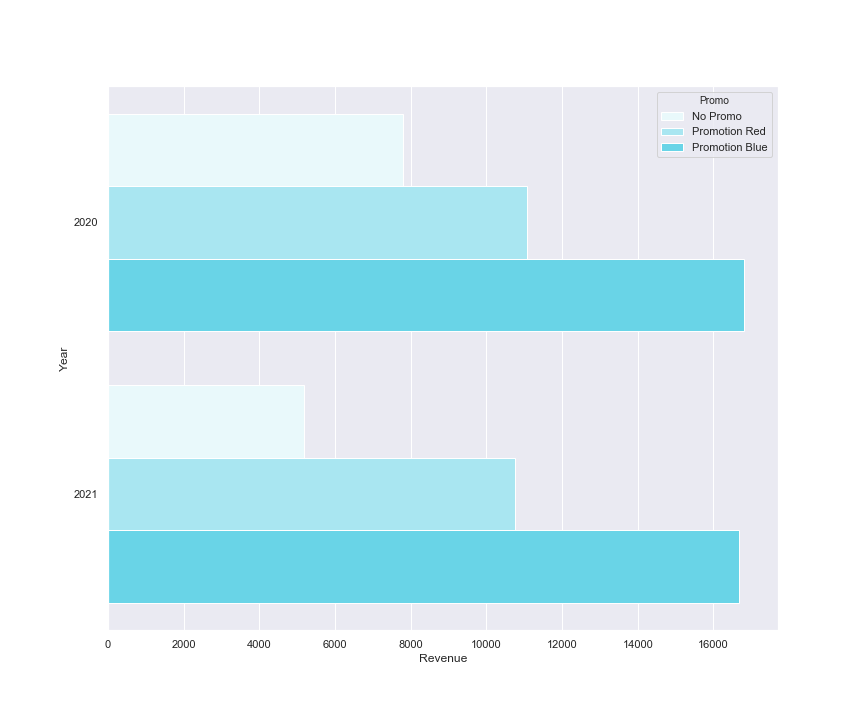 Promo
No Promo
Promotion Red
Promotion Blue
2020
Year
2021
0 2000 4000 6000 8000 10000 12000 14000 16000
Revenue